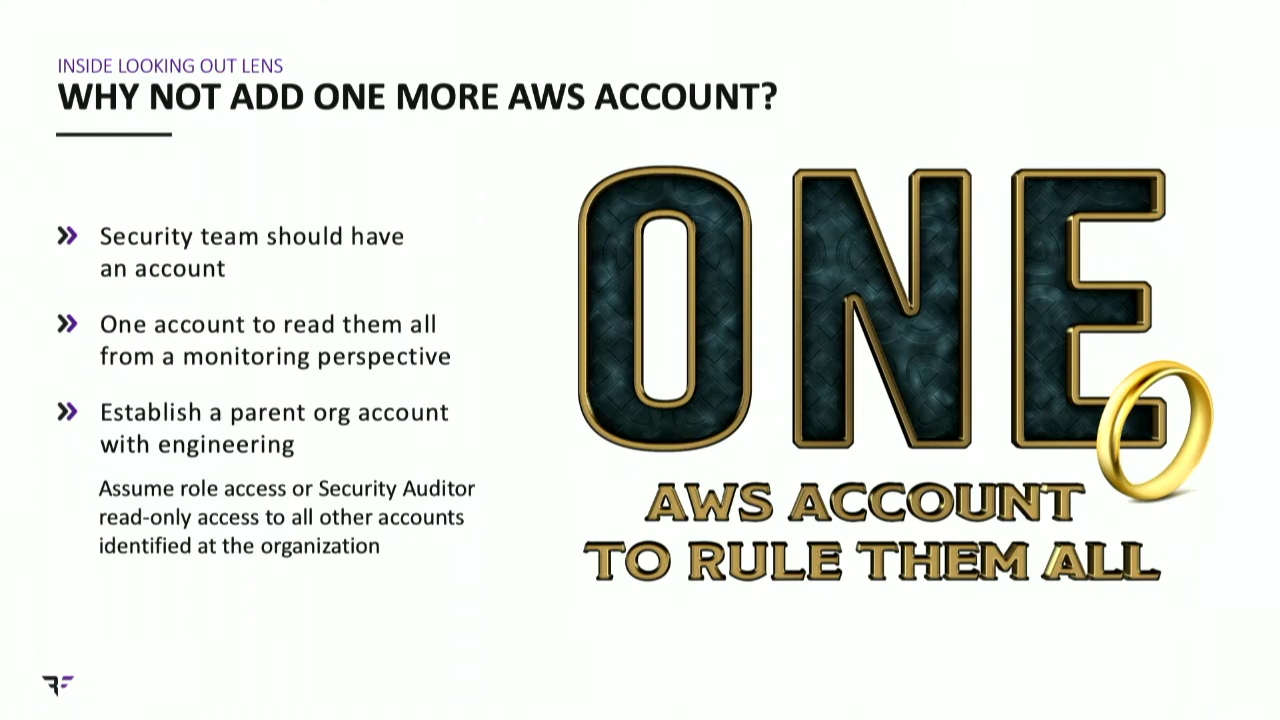 INSIDE LOOKING OUT LENS
WHY NOT ADD ONE MORE AWS ACCOUNT?
Security team should have
an account
One account to read them all
from a monitoring perspective
Establish a parent org account
with engineering
Assume role access or Security Auditor
read-only access to all other accounts
identified at the organization
ONE
AWS ACCOUNT
TO RULE THEM ALL